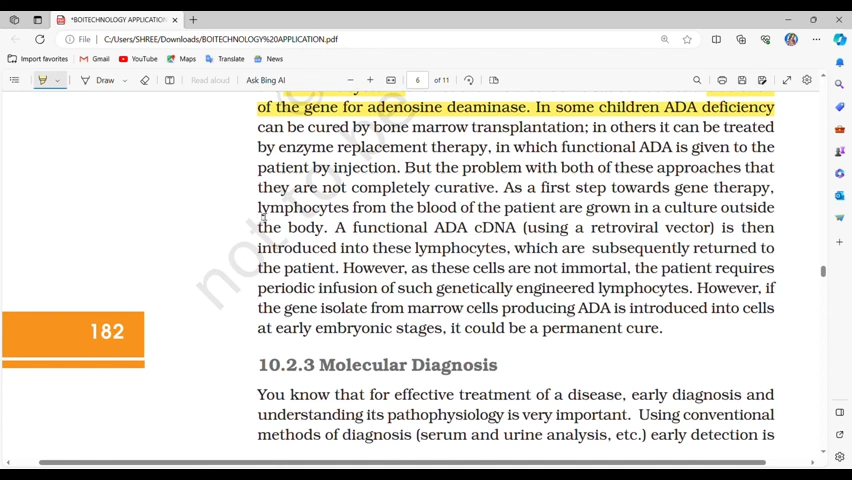 *BOITECHNOLOGY APPLICATION.
File
C:/Users/SHREE/Downloads/BOITECHNOLOGY%20APPLICATION.pdf
Import favorites
Gmail
YouTube
Maps
Translate
News
Draw
Read aloud
Ask Bing AI
6
of 11
of the gene for adenosine deaminase. In some children ADA deficiency
can be cured by bone marrow transplantation; in others it can be treated
by enzyme replacement therapy, in which functional ADA is given to the
patient by injection. But the problem with both of these approaches that
they are not completely curative. As a first step towards gene therapy,
lymphocytes from the blood of the patient are grown in a culture outside
the body. A functional ADA cDNA (using a retroviral vector) is then
introduced into these lymphocytes, which are subsequently returned to
the patient. However, as these cells are not immortal, the patient requires
periodic infusion of such genetically engineered lymphocytes. However, if
the gene isolate from marrow cells producing ADA is introduced into cells
at early embryonic stages, it could be a permanent cure.
182
10.2.3 Molecular Diagnosis
You know that for effective treatment of a disease, early diagnosis and
understanding its pathophysiology is very important. Using conventional
methods of diagnosis (serum and urine analysis, etc.) early detection is
not to be